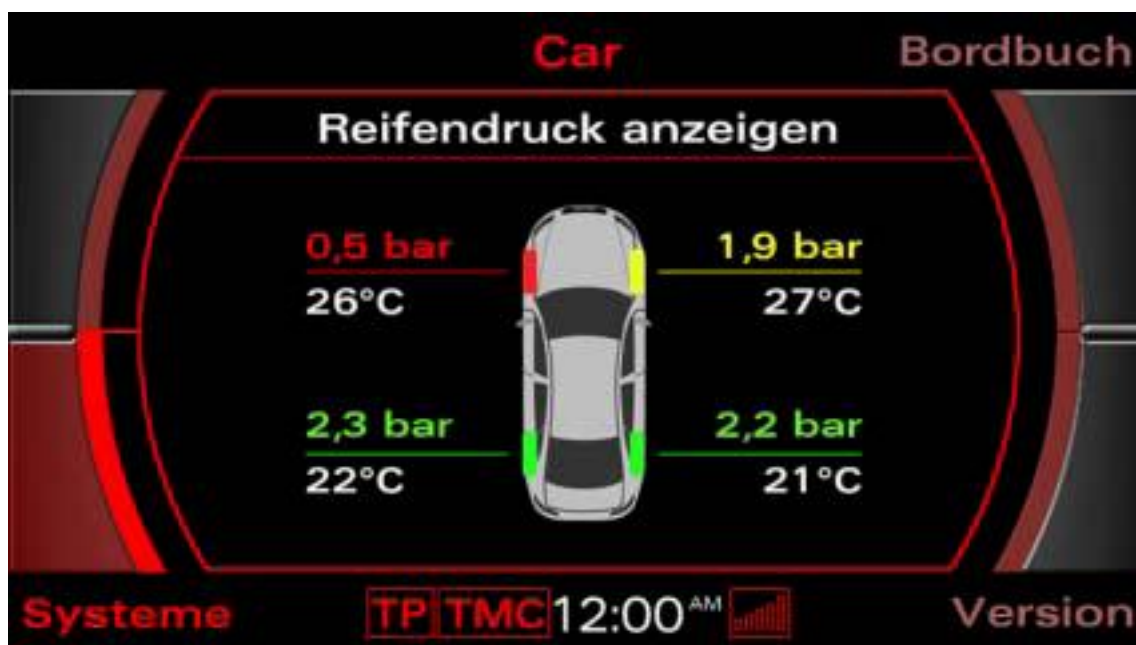 Car
Bordbuch
Reifendruck anzeigen
0,5 bar
1,9 bar
26°C
27°C
2,3 bar
2,2 bar
22°C
21°C
Systeme
TP TMC 12:00 AM
Version